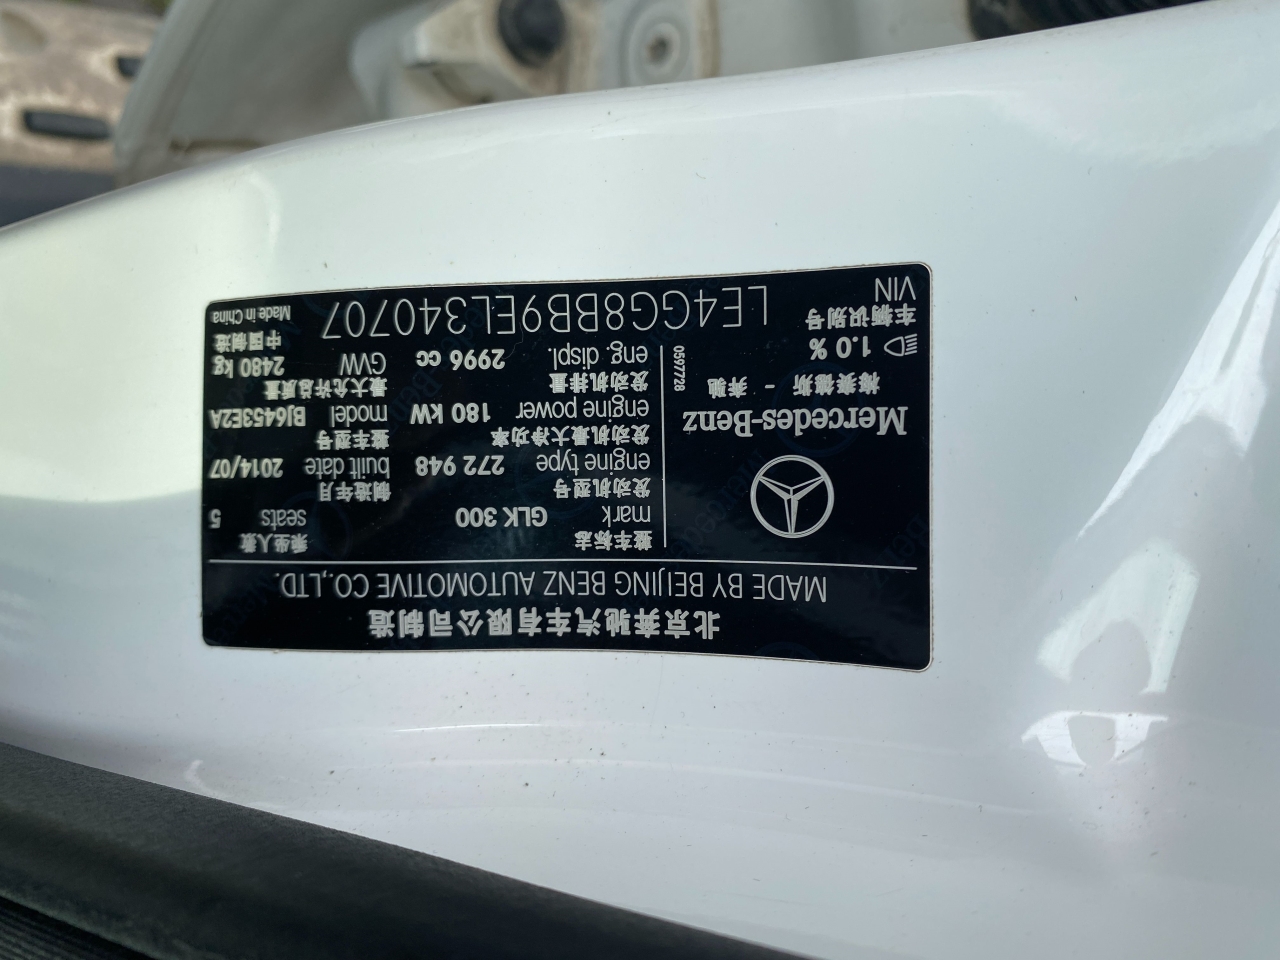 北京奔驰汽车有限公司制造
MADE BY BEIJING BENZ AUTOMOTIVE CO.,LTD.
Mercedes-Benz
梅赛德斯 - 奔驰
1.0 %
0597728
整车标志
mark GLK 300
乘坐人数
seats 5
发动机型号
engine type 272 948
制造年月
built date 2014/07
发动机最大净功率
engine power 180 kW
整车型号
model BJ6453E2A
发动机排量
eng. displ. 2996 cc
最大允许总质量
GVW 2480 kg
车辆识别号
VIN LE4GG8BB9EL340707
中国制造
Made in China